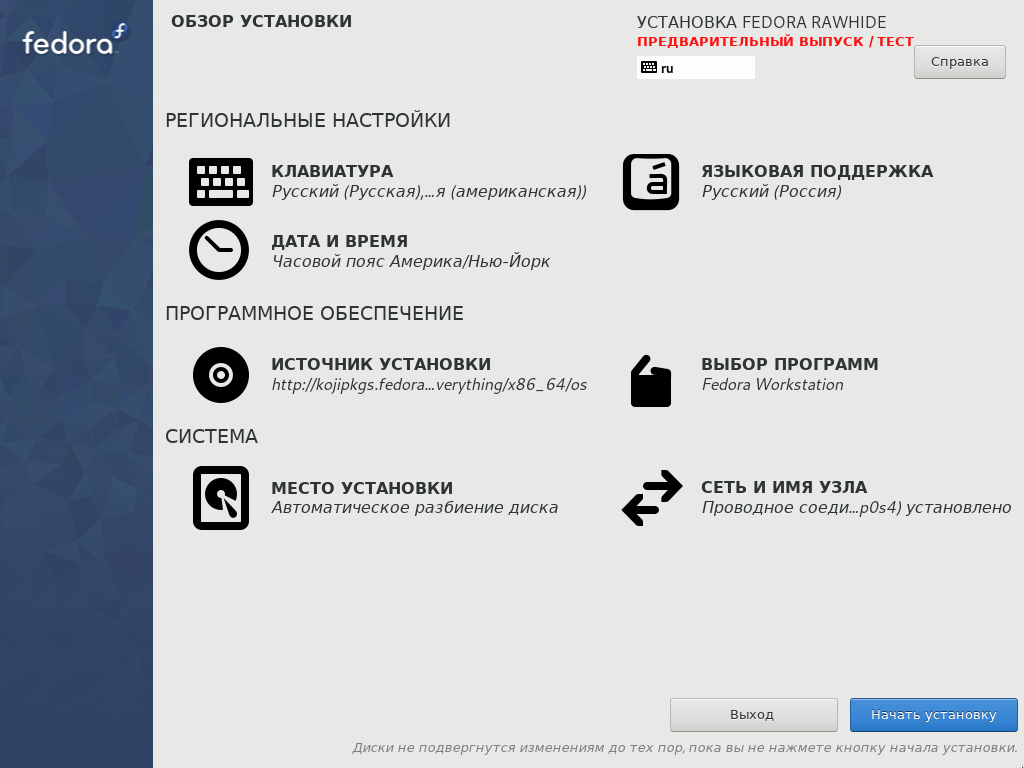 fedora
ОБЗОР УСТАНОВКИ
УСТАНОВКА FEDORA RAWHIDE
ПРЕДВАРИТЕЛЬНЫЙ ВЫПУСК / ТЕСТ
ru
Справка
РЕГИОНАЛЬНЫЕ НАСТРОЙКИ
КЛАВИАТУРА
Русский (Русская),...я (американская))
á
ЯЗЫКОВАЯ ПОДДЕРЖКА
Русский (Россия)
ДАТА И ВРЕМЯ
Часовой пояс Америка/Нью-Йорк
ПРОГРАММНОЕ ОБЕСПЕЧЕНИЕ
ИСТОЧНИК УСТАНОВКИ
http://kojipkgs.fedora...verything/x86_64/os
ВЫБОР ПРОГРАММ
Fedora Workstation
СИСТЕМА
МЕСТО УСТАНОВКИ
Автоматическое разбиение диска
СЕТЬ И ИМЯ УЗЛА
Проводное соеди...p0s4) установлено
Выход
Начать установку
Диски не подвергнутся изменениям до тех пор, пока вы не нажмете кнопку начала установки.